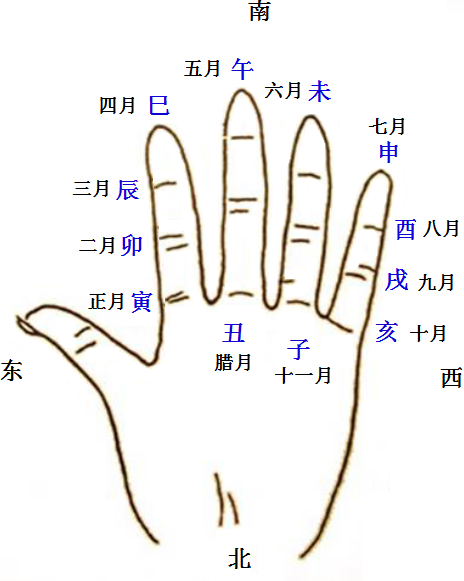 南
五月 午
六月 未
四月 巳
七月
申
三月 辰
酉 八月
二月 卯
戌 九月
正月 寅
丑
腊月
子
十一月
亥 十月
东
西
北